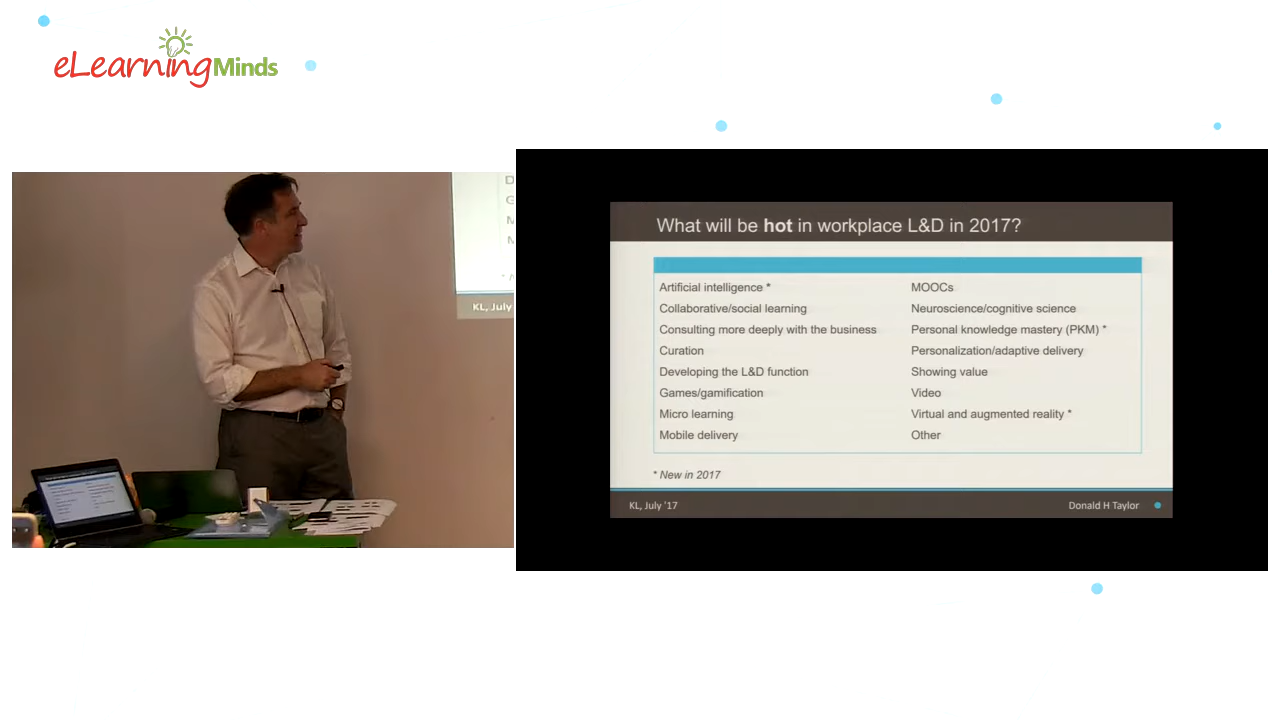 eLearningMinds
KL, July
What will be hot in workplace L&D in 2017?
Artificial intelligence *
Collaborative/social learning
Consulting more deeply with the business
Curation
Developing the L&D function
Games/gamification
Micro learning
Mobile delivery
MOOCs
Neuroscience/cognitive science
Personal knowledge mastery (PKM) *
Personalization/adaptive delivery
Showing value
Video
Virtual and augmented reality *
Other
* New in 2017
KL, July '17
Donald H Taylor